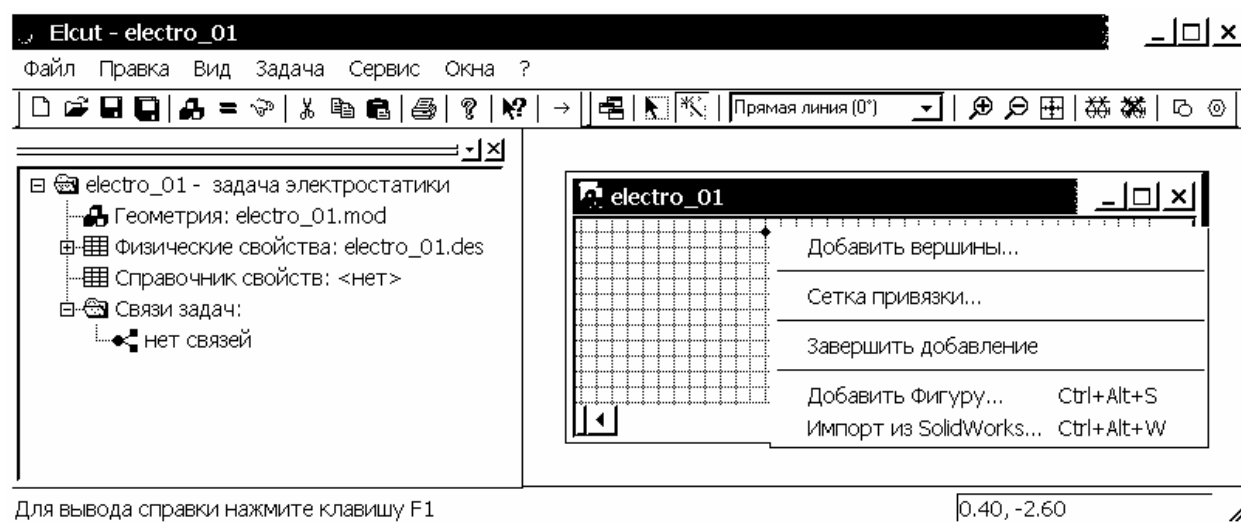 Elcut - electro_01
Файл Правка Вид Задача Сервис Окна ?
Прямая линия (0°)
electro_01 - задача электростатики
Геометрия: electro_01.mod
Физические свойства: electro_01.des
Справочник свойств: <нет>
Связи задач:
нет связей
electro_01
Добавить вершины...
Сетка привязки...
Завершить добавление
Добавить Фигуру... Ctrl+Alt+S
Импорт из SolidWorks... Ctrl+Alt+W
Для вывода справки нажмите клавишу F1
0.40, -2.60